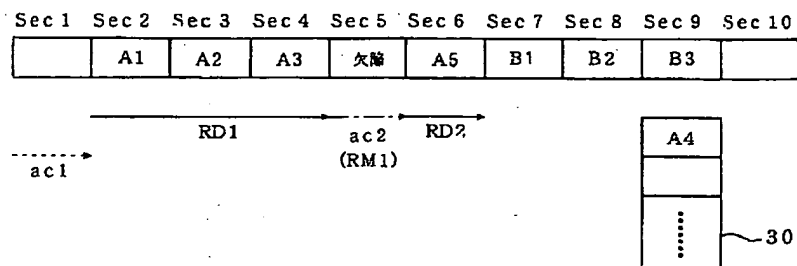 Sec 1 Sec 2 Sec 3 Sec 4 Sec 5 Sec 6 Sec 7 Sec 8 Sec 9 Sec 10
A1 A2 A3 欠陥 A5 B1 B2 B3
RD1 ac2 RD2
(RM1)
ac1
A4
30